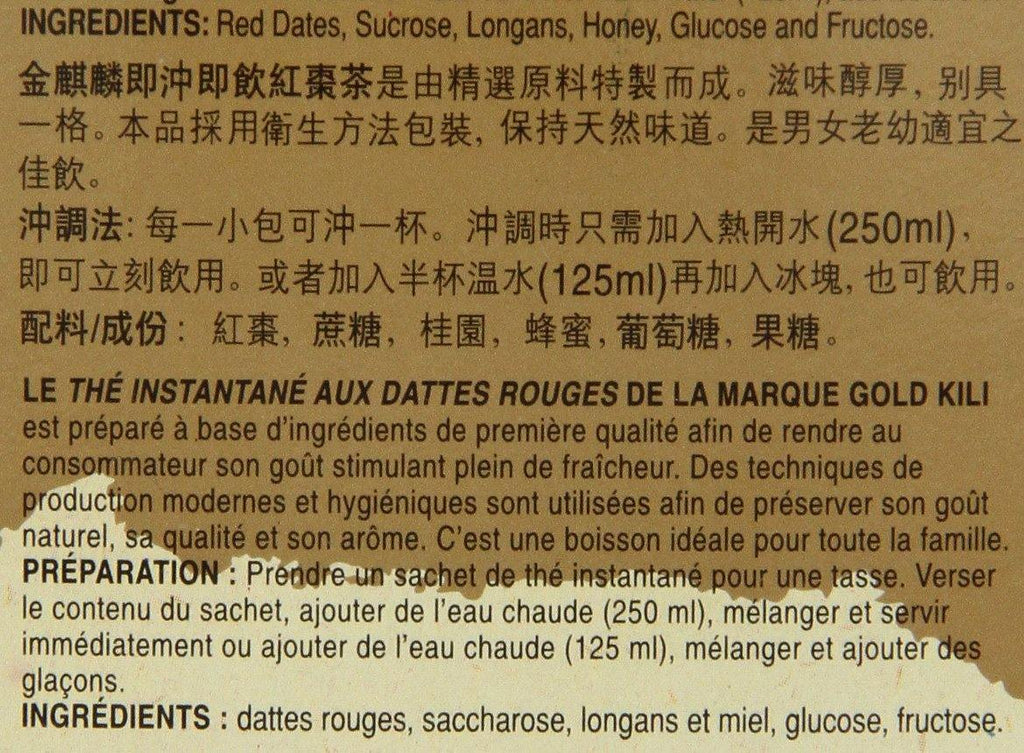 INGREDIENTS: Red Dates, Sucrose, Longans, Honey, Glucose and Fructose.
金麒麟即沖即飲紅棗茶是由精選原料特製而成。滋味醇厚，别具
一格。本品採用衛生方法包裝，保持天然味道。是男女老幼適宜之
佳飲。
沖調法: 每一小包可沖一杯。沖調時只需加入熱開水(250ml)，
即可立刻飲用。或者加入半杯温水(125ml)再加入冰塊，也可飲用。
配料/成份： 紅棗，蔗糖，桂園，蜂蜜，葡萄糖，果糖。
LE THÉ INSTANTANÉ AUX DATTES ROUGES DE LA MARQUE GOLD KILI
est préparé à base d'ingrédients de première qualité afin de rendre au
consommateur son goût stimulant plein de fraîcheur. Des techniques de
production modernes et hygiéniques sont utilisées afin de préserver son goût
naturel, sa qualité et son arôme. C'est une boisson idéale pour toute la famille.
PRÉPARATION : Prendre un sachet de thé instantané pour une tasse. Verser
le contenu du sachet, ajouter de l'eau chaude (250 ml), mélanger et servir
immédiatement ou ajouter de l'eau chaude (125 ml), mélanger et ajouter des
glaçons.
INGRÉDIENTS : dattes rouges, saccharose, longans et miel, glucose, fructose.